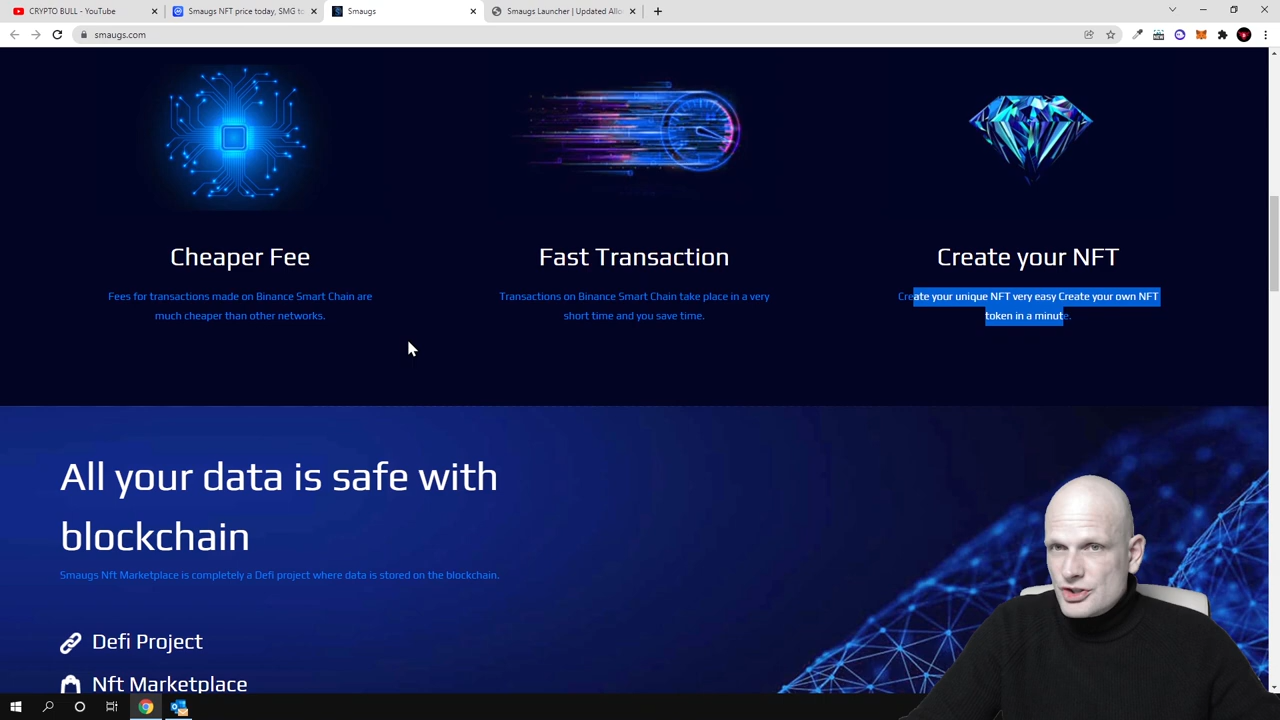 CRYPTO BULL - YouTube
Smaugs NFT price today, SMG to
Smaugs
Smaugs Launcher | Updated Allo
smaugs.com
Cheaper Fee
Fees for transactions made on Binance Smart Chain are
much cheaper than other networks.
Fast Transaction
Transactions on Binance Smart Chain take place in a very
short time and you save time.
Create your NFT
Create your unique NFT very easy Create your own NFT
token in a minute.
All your data is safe with
blockchain
Smaugs Nft Marketplace is completely a Defi project where data is stored on the blockchain.
Defi Project
Nft Marketplace